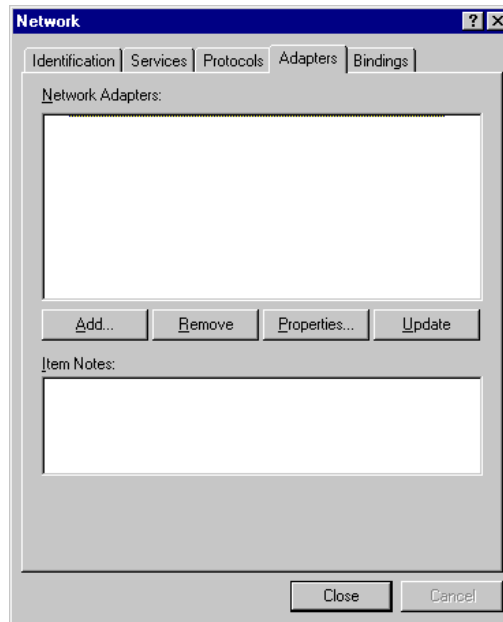 Network
Identification Services Protocols Adapters Bindings
Network Adapters:
Add... Remove Properties... Update
Item Notes:
Close Cancel